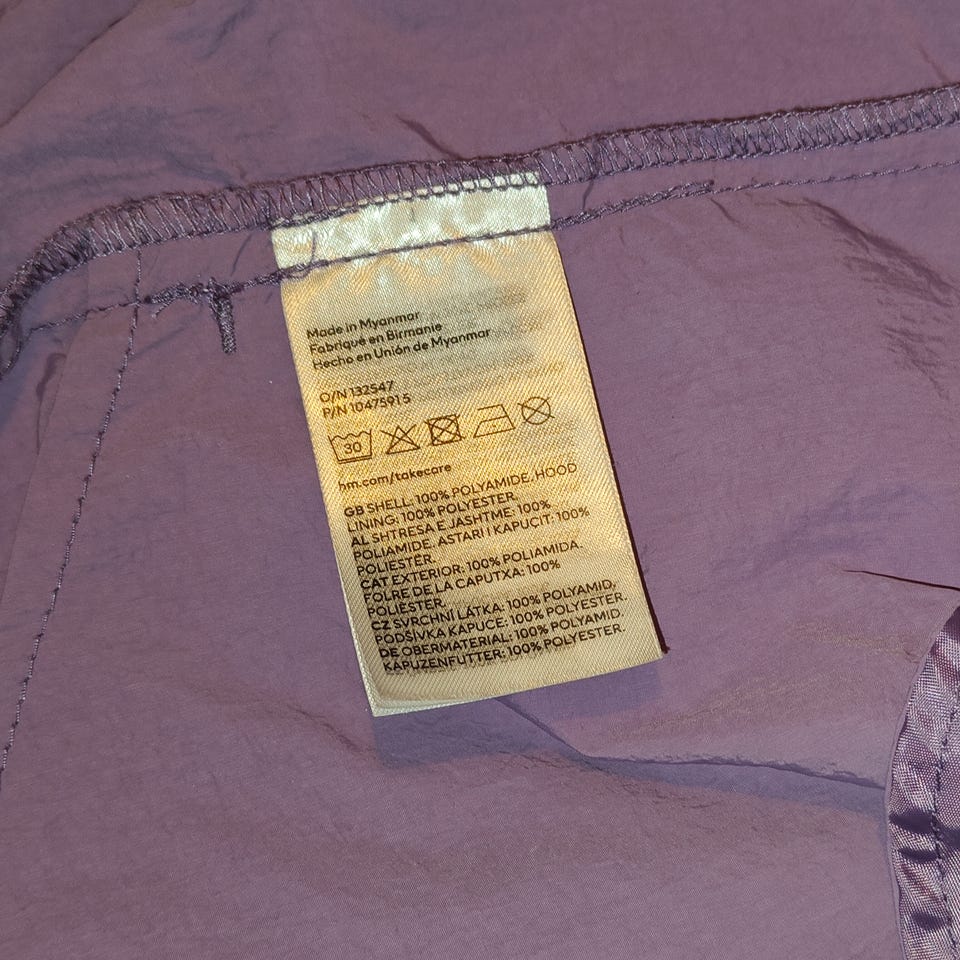 Made in Myanmar
Fabriqué en Birmanie
Hecho en Unión de Myanmar
O/N 132547
P/N 10475915
30
hm.com/takecare
GB SHELL: 100% POLYAMIDE. HOOD
LINING: 100% POLYESTER.
AL SHTRESA E JASHTME: 100%
POLIAMIDE. ASTARI I KAPUCIT: 100%
POLIESTER.
CAT EXTERIOR: 100% POLIAMIDA.
FOLRE DE LA CAPUTXA: 100%
POLIÈSTER.
CZ SVRCHNÍ LÁTKA: 100% POLYAMID.
PODŠÍVKA KAPUCE: 100% POLYESTER.
DE OBERMATERIAL: 100% POLYAMID.
KAPUZENFUTTER: 100% POLYESTER.